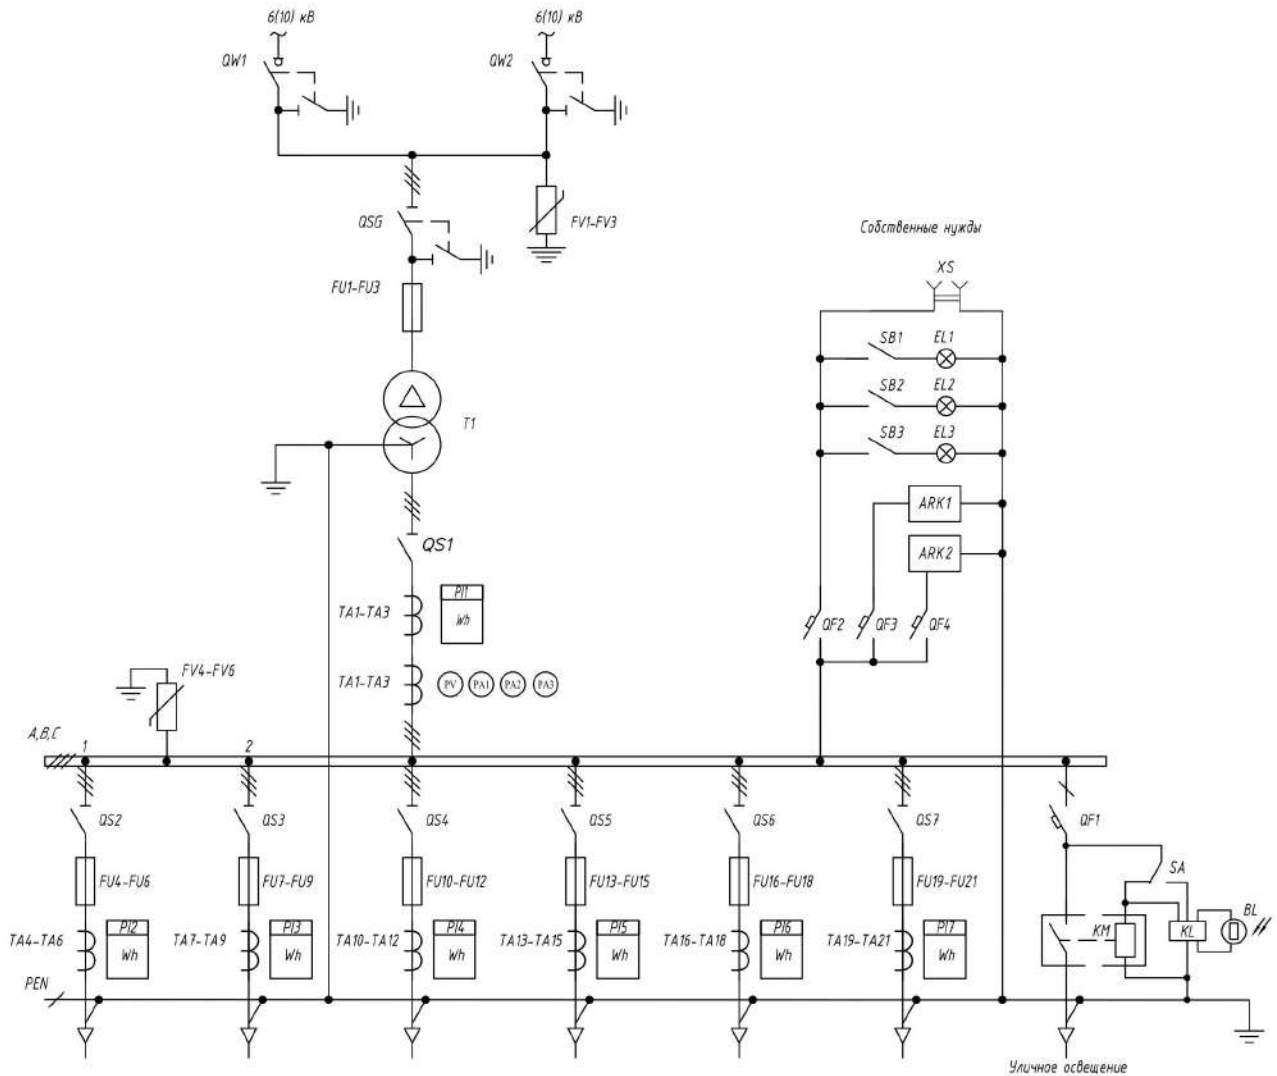 6(10) кВ
6(10) кВ
QW1
QW2
QSG
FV1-FV3
Собственные нужды
XS
FU1-FU3
SB1
EL1
SB2
EL2
T1
SB3
EL3
ARK1
QS1
ARK2
TA1-TA3
PI1
Wh
QF2
QF3
QF4
FV4-FV6
TA1-TA3
PV
PA1
PA2
PA3
A,B,C
1
2
QS2
QS3
QS4
QS5
QS6
QS7
QF1
FU4-FU6
FU7-FU9
FU10-FU12
FU13-FU15
FU16-FU18
FU19-FU21
SA
TA4-TA6
PI2
Wh
TA7-TA9
PI3
Wh
TA10-TA12
PI4
Wh
TA13-TA15
PI5
Wh
TA16-TA18
PI6
Wh
TA19-TA21
PI7
Wh
KM
KL
BL
PEN
Уличное освещение